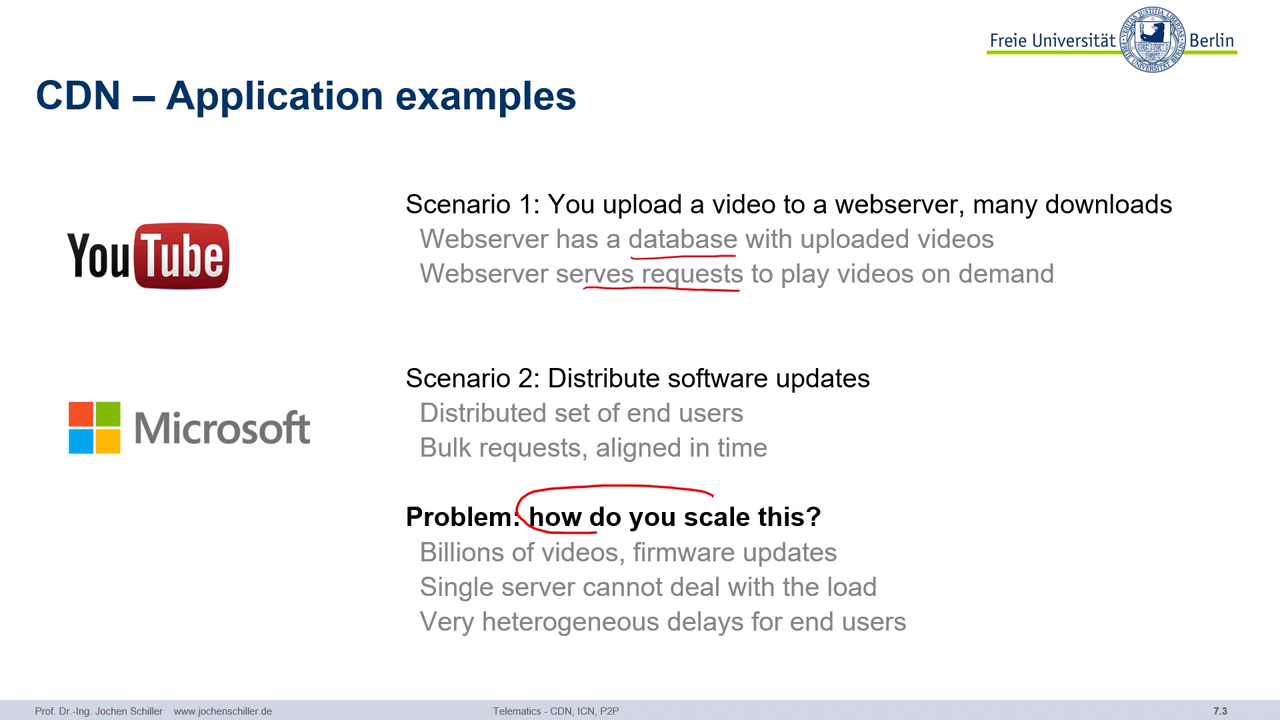 Freie Universität Berlin
CDN – Application examples
YouTube
Scenario 1: You upload a video to a webserver, many downloads
Webserver has a database with uploaded videos
Webserver serves requests to play videos on demand
Microsoft
Scenario 2: Distribute software updates
Distributed set of end users
Bulk requests, aligned in time
Problem: how do you scale this?
Billions of videos, firmware updates
Single server cannot deal with the load
Very heterogeneous delays for end users
Prof. Dr.-Ing. Jochen Schiller www.jochenschiller.de Telematics - CDN, ICN, P2P 7.3